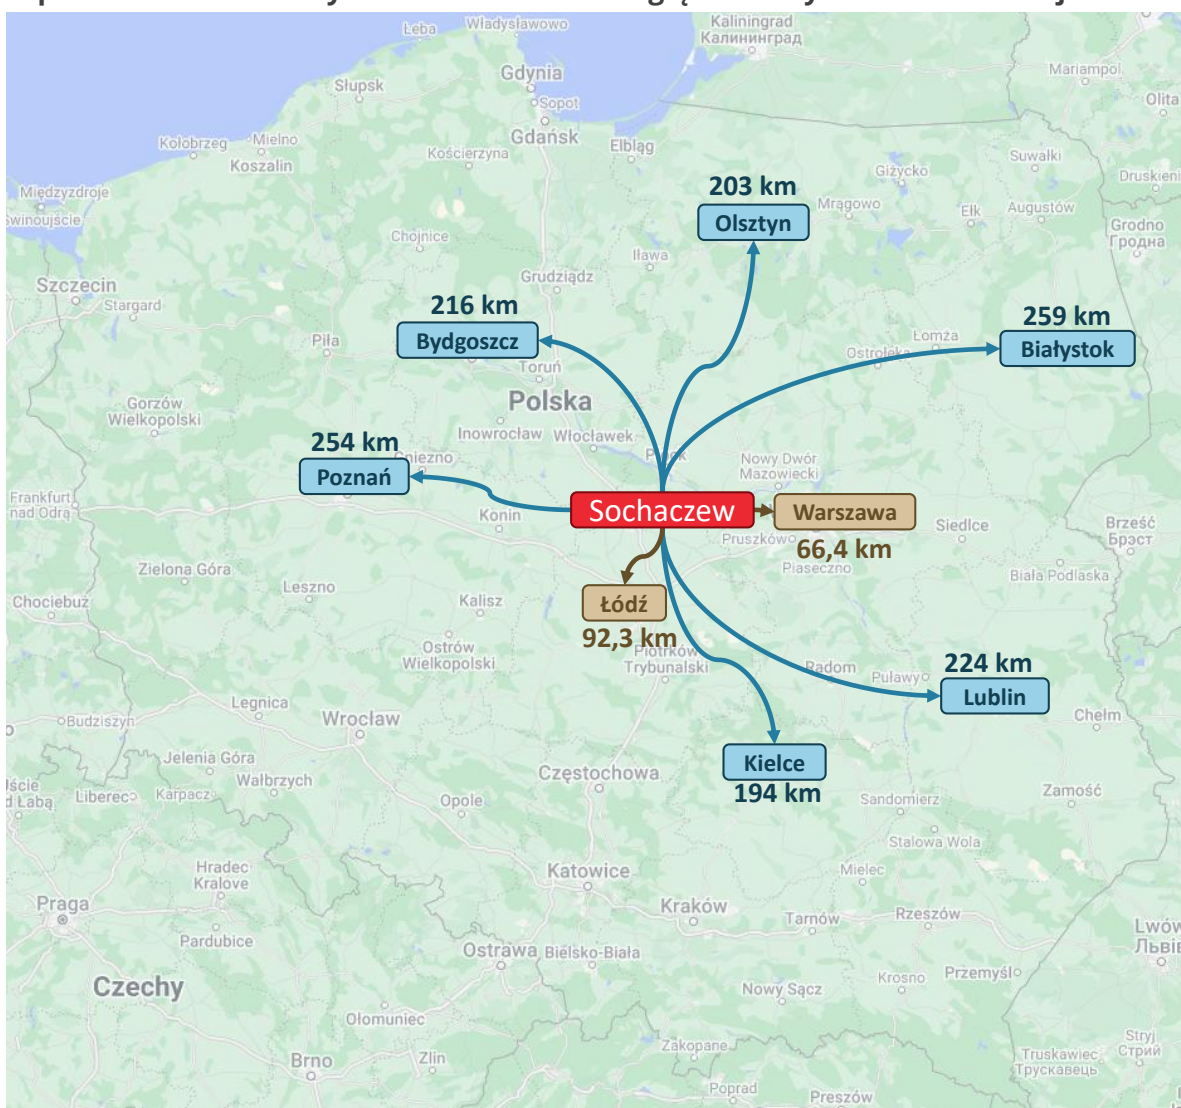 Łeba
Władysławowo
Kaliningrad
Калининград
Gdynia
Mariampol
Słupsk
Sopot
Olita
Gdańsk
Kołobrzeg
Mielno
Koszalin
Kościerzyna
Elbląg
Suwałki
Giżycko
Druskieni
Międzyzdroje
Świnoujście
203 km
Olsztyn
Mrągowo
Ełk
Augustów
Grodno
Гродна
Chojnice
Iława
Szczecin
Stargard
Grudziądz
216 km
Bydgoszcz
259 km
Białystok
Piła
Łomża
Ostrołęka
Toruń
Polska
Gorzów
Wielkopolski
Inowrocław
Włocławek
254 km
Poznań
Gniezno
Płock
Nowy Dwór
Mazowiecki
Frankfurt
nad Odrą
Konin
Sochaczew
Warszawa
66,4 km
Pruszków
Piaseczno
Siedlce
Brześć
Брэст
Zielona Góra
Leszno
Kalisz
Łódź
92,3 km
Biała Podlaska
Chociebuż
Ostrów
Wielkopolski
Piotrków
Trybunalski
Radom
Puławy
224 km
Lublin
Legnica
Budziszyn
Wrocław
Chełm
Jelenia Góra
Wałbrzych
Liberec
Karpacz
Częstochowa
Kielce
194 km
Opole
Sandomierz
Zamość
Stalowa Wola
Hradec
Kralove
Katowice
Mielec
Praga
Kraków
Tarnów
Rzeszów
Pardubice
Ostrawa
Bielsko-Biała
Lwów
Czechy
Nowy Sącz
Krosno
Przemyśl
Ołomuniec
Brno
Zlin
Zakopane
Stryj
Стрий
Truskawiec
Трускавець
Poprad
Preszów